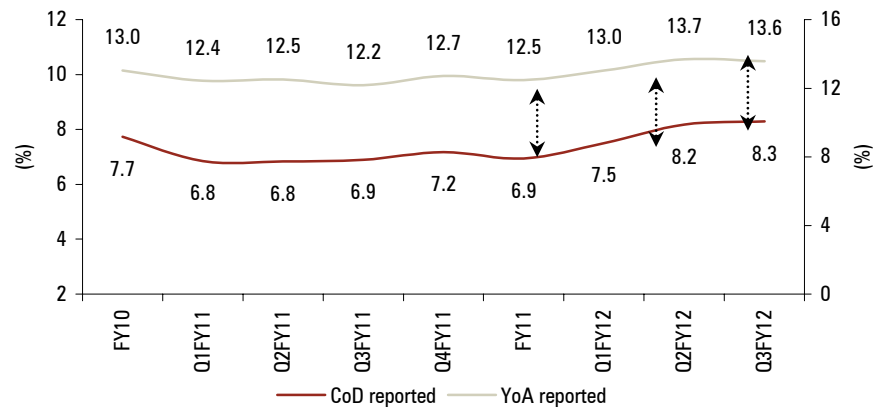 12 16
13.0 12.4 12.5 12.2 12.7 12.5 13.0 13.7 13.6
10 12
8
(%) 8 (%)
7.7 6.8 6.8 6.9 7.2 6.9 7.5 8.2 8.3
6
4 4
2 0
FY10 Q1FY11 Q2FY11 Q3FY11 Q4FY11 FY11 Q1FY12 Q2FY12 Q3FY12
CoD reported YoA reported